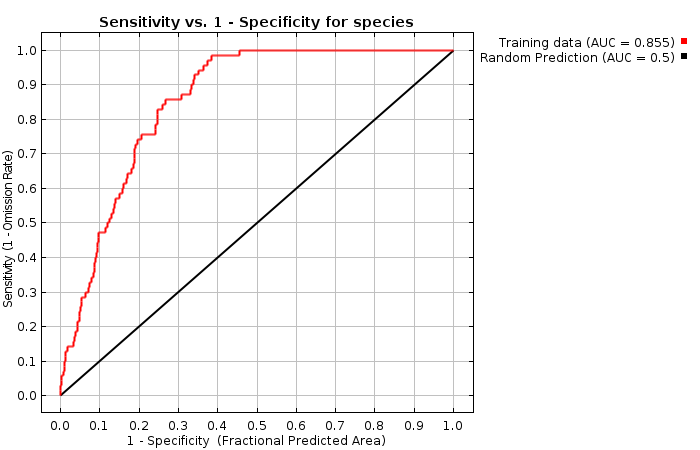 Sensitivity vs. 1 - Specificity for species
Training data (AUC = 0.855)
Random Prediction (AUC = 0.5)
Sensitivity (1 - Omission Rate)
1.0
0.9
0.8
0.7
0.6
0.5
0.4
0.3
0.2
0.1
0.0
0.0 0.1 0.2 0.3 0.4 0.5 0.6 0.7 0.8 0.9 1.0
1 - Specificity (Fractional Predicted Area)